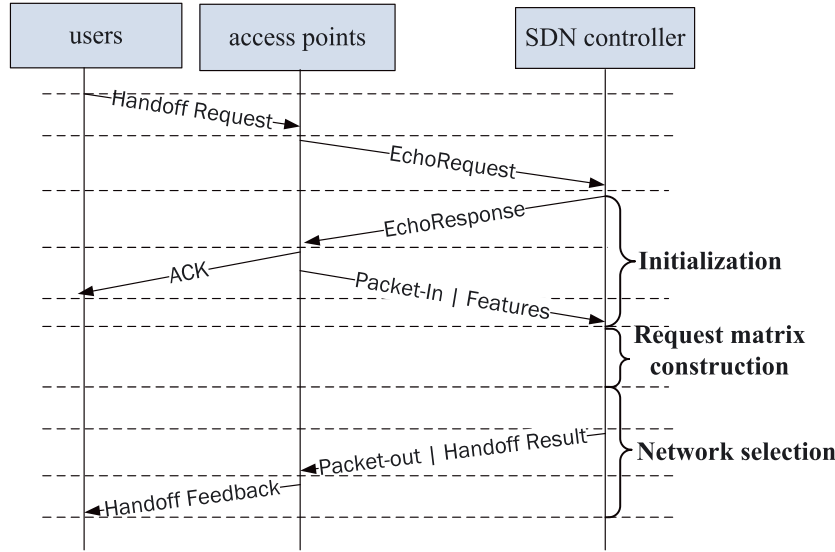 users
access points
SDN controller
Handoff Request
EchoRequest
EchoResponse
ACK
Packet-In | Features
Initialization
Request matrix
construction
Packet-out | Handoff Result
Network selection
Handoff Feedback